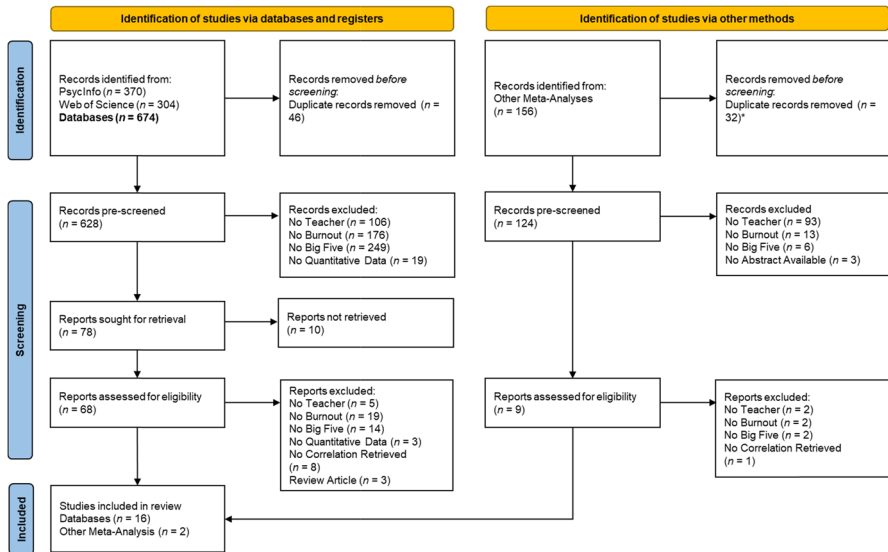 Identification of studies via databases and registers
Identification of studies via other methods
Identification
Records identified from:
PsycInfo (n = 370)
Web of Science (n = 304)
Databases (n = 674)
Records removed before
screening:
Duplicate records removed (n =
46)
Records identified from:
Other Meta-Analyses
(n = 156)
Records removed before
screening:
Duplicate records removed (n =
32)*
Screening
Records pre-screened
(n = 628)
Records excluded:
No Teacher (n = 106)
No Burnout (n = 176)
No Big Five (n = 249)
No Quantitative Data (n = 19)
Records pre-screened
(n = 124)
Records excluded
No Teacher (n = 93)
No Burnout (n = 13)
No Big Five (n = 6)
No Abstract Available (n = 3)
Reports sought for retrieval
(n = 78)
Reports not retrieved
(n = 10)
Reports assessed for eligibility
(n = 68)
Reports excluded:
No Teacher (n = 5)
No Burnout (n = 19)
No Big Five (n = 14)
No Quantitative Data (n = 3)
No Correlation Retrieved
(n = 8)
Review Article (n = 3)
Reports assessed for eligibility
(n = 9)
Reports excluded:
No Teacher (n = 2)
No Burnout (n = 2)
No Big Five (n = 2)
No Correlation Retrieved
(n = 1)
Included
Studies included in review
Databases (n = 16)
Other Meta-Analysis (n = 2)